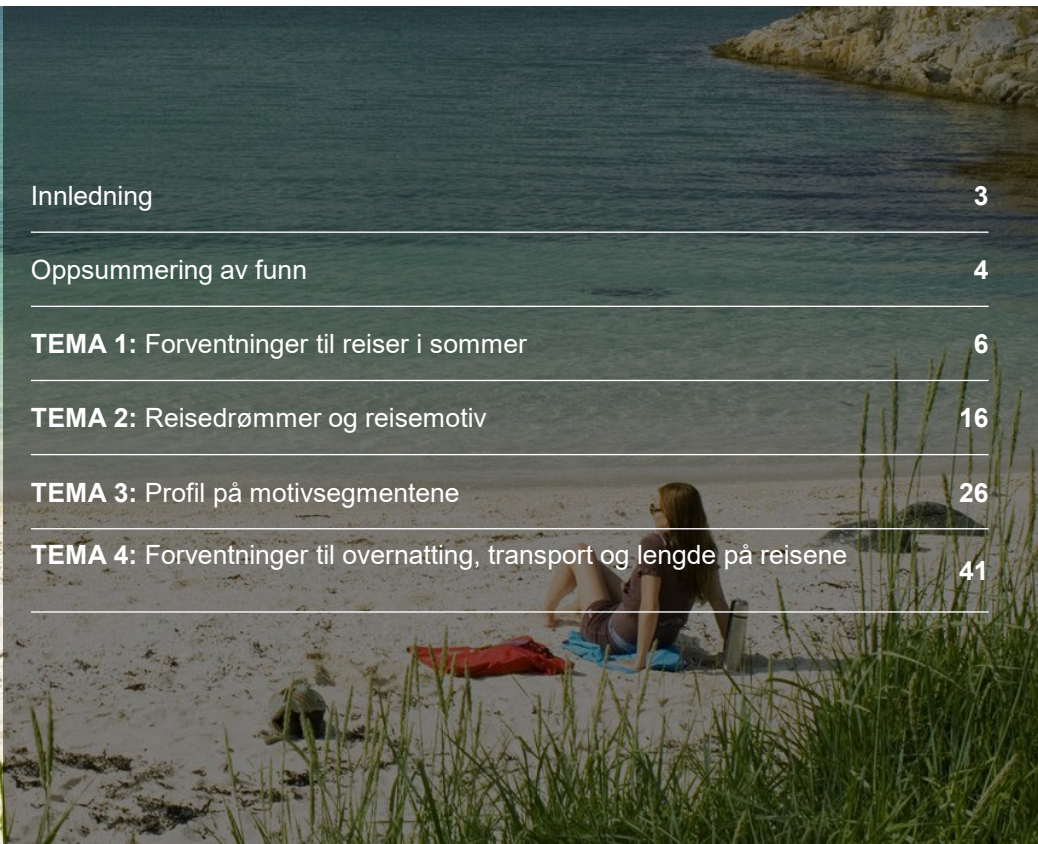 Innledning 3
Oppsummering av funn 4
TEMA 1: Forventninger til reiser i sommer 6
TEMA 2: Reisedrømmer og reisemotiv 16
TEMA 3: Profil på motivsegmentene 26
TEMA 4: Forventninger til overnatting, transport og lengde på reisene 41